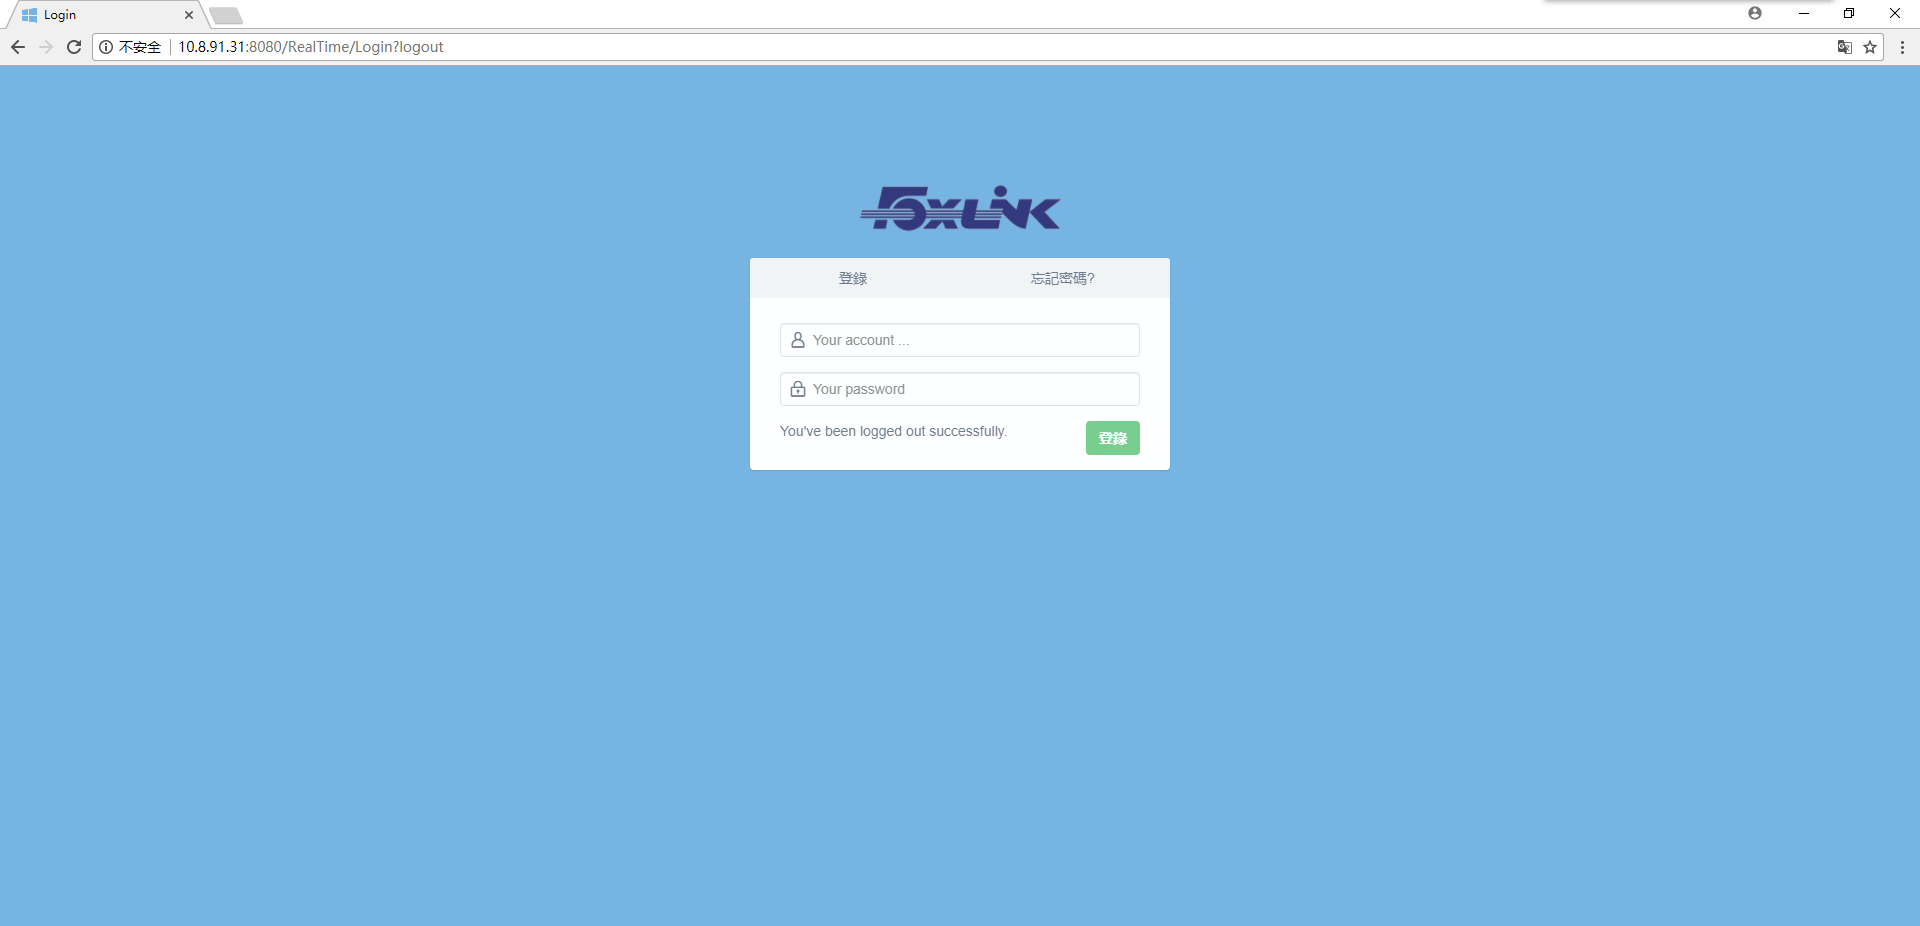 Login
不安全 10.8.91.31:8080/RealTime/Login?logout
FOXLINK
登錄 忘記密碼?
Your account ...
Your password
You've been logged out successfully.
登錄